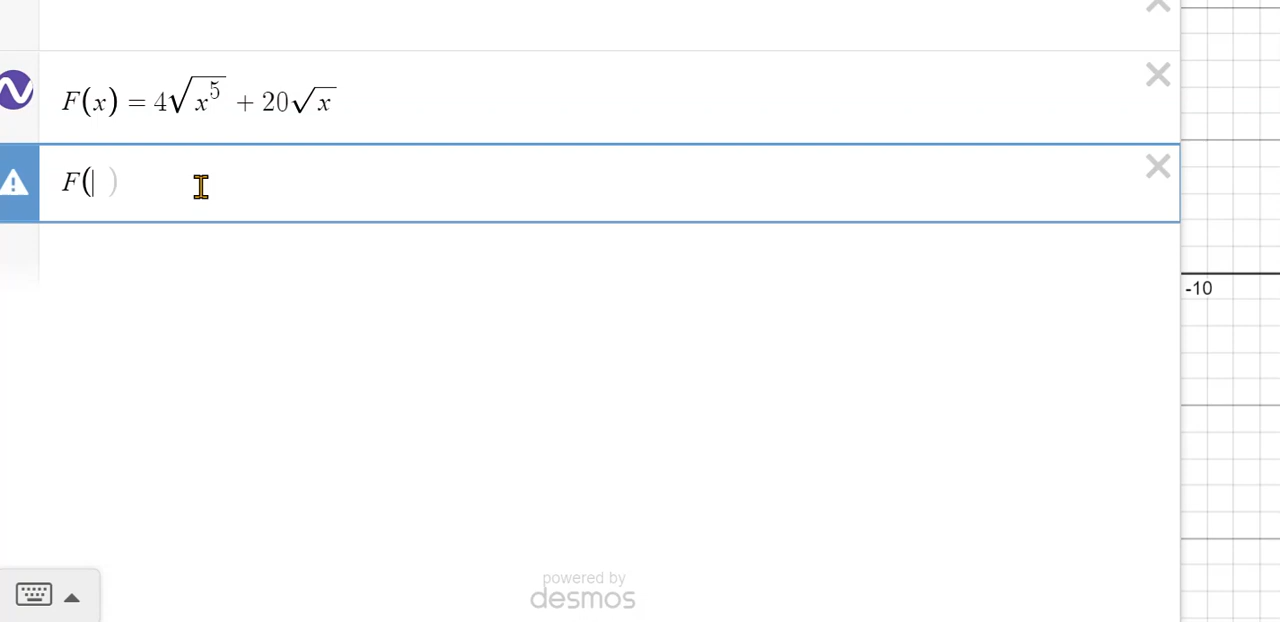 F(x) = 4√x⁵ + 20√x
F( )
-10
powered by
desmos